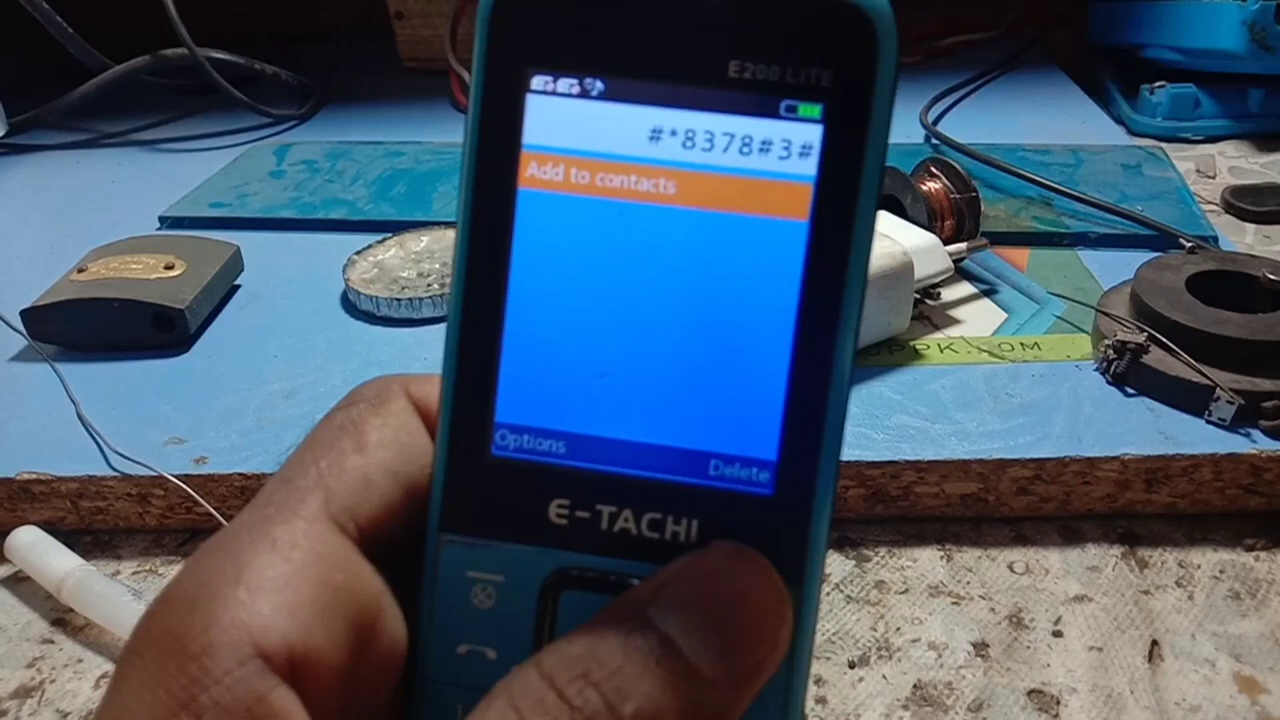 E200 LITE
#*8378#3#
Add to contacts
Options
Delete
E-TACHI